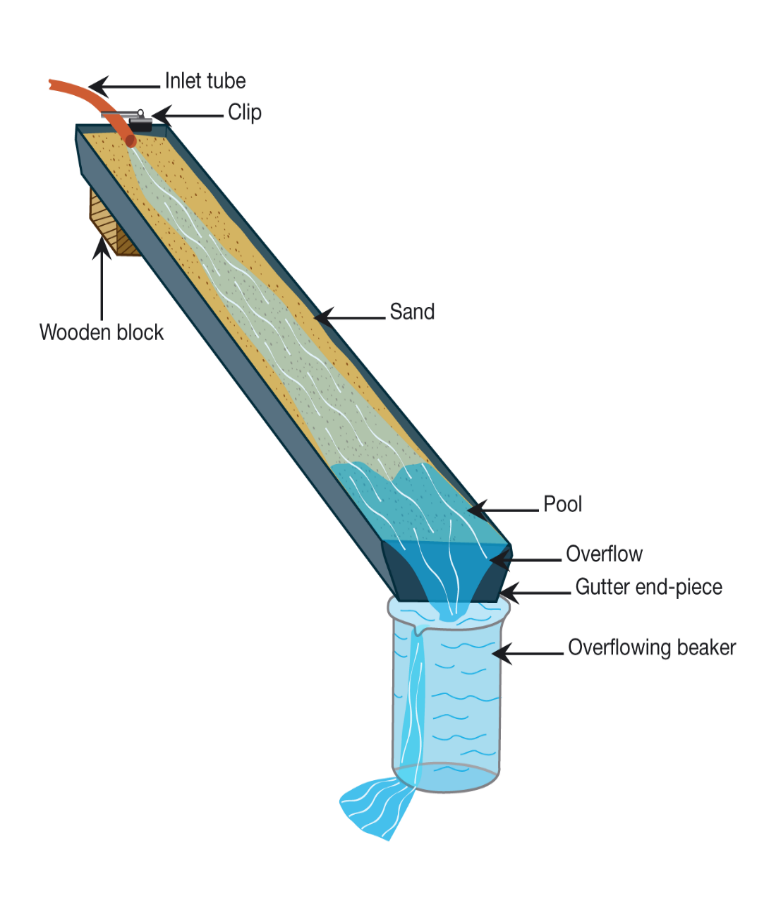 Inlet tube
Clip
Sand
Wooden block
Pool
Overflow
Gutter end-piece
Overflowing beaker